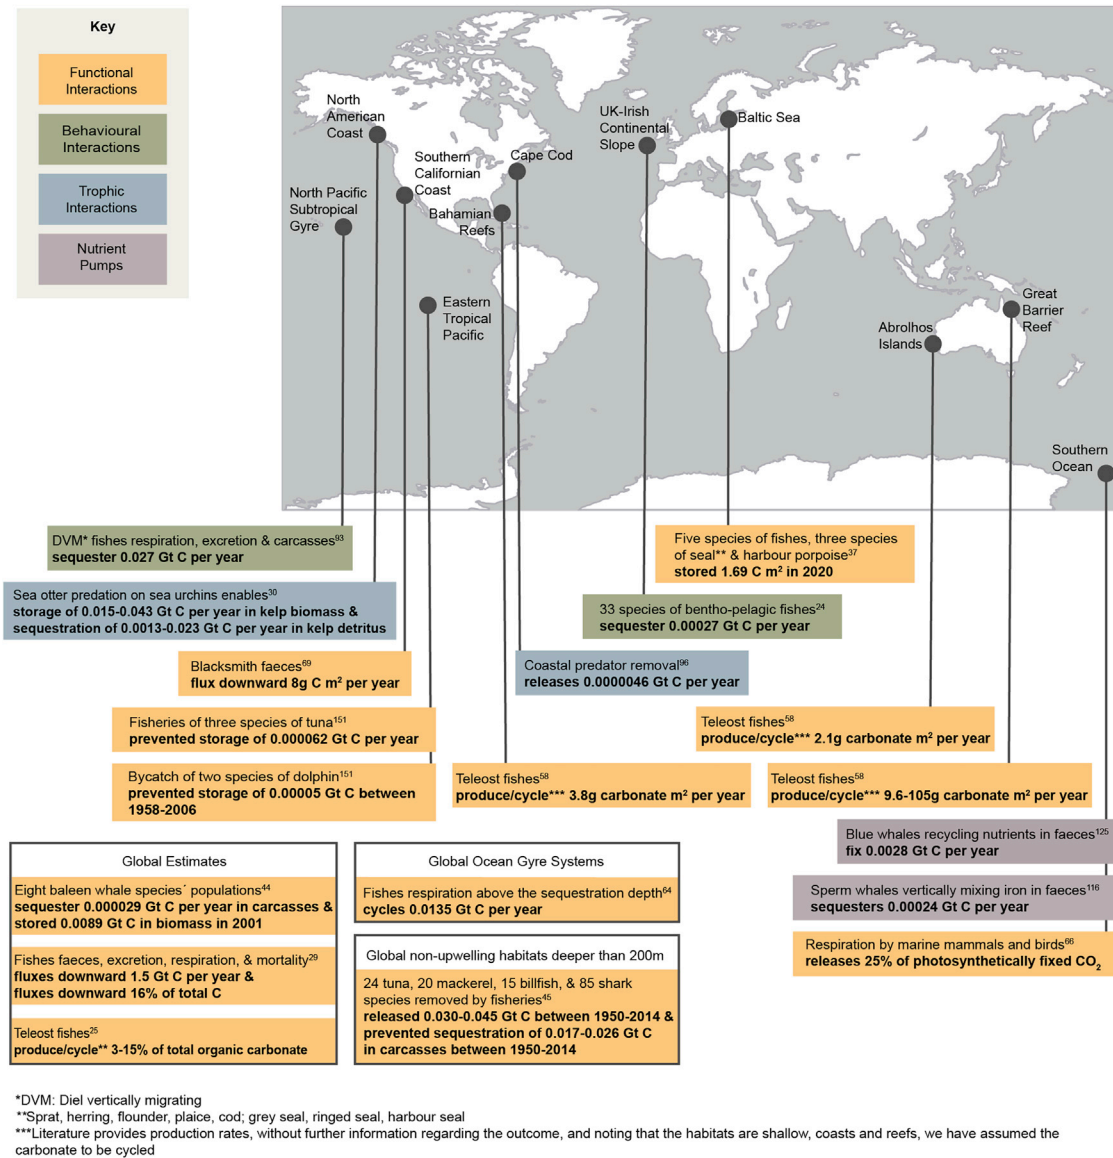 Key
Functional
Interactions
Behavioural
Interactions
Trophic
Interactions
Nutrient
Pumps
North
American
Coast
Southern
Californian
Coast
North Pacific
Subtropical
Gyre
Cape Cod
Bahamian
Reefs
Eastern
Tropical
Pacific
UK-Irish
Continental
Slope
Baltic Sea
Great
Barrier
Reef
Abrolhos
Islands
Southern
Ocean
DVM* fishes respiration, excretion & carcasses⁹³
sequester 0.027 Gt C per year
Sea otter predation on sea urchins enables³⁰
storage of 0.015-0.043 Gt C per year in kelp biomass &
sequestration of 0.0013-0.023 Gt C per year in kelp detritus
Blacksmith faeces⁶⁹
flux downward 8g C m² per year
Fisheries of three species of tuna¹⁵¹
prevented storage of 0.000062 Gt C per year
Bycatch of two species of dolphin¹⁵¹
prevented storage of 0.00005 Gt C between
1958-2006
Five species of fishes, three species
of seal** & harbour porpoise³⁷
stored 1.69 C m² in 2020
33 species of bentho-pelagic fishes²⁴
sequester 0.00027 Gt C per year
Coastal predator removal⁹⁶
releases 0.0000046 Gt C per year
Teleost fishes⁵⁸
produce/cycle*** 2.1g carbonate m² per year
Teleost fishes⁵⁸
produce/cycle*** 3.8g carbonate m² per year
Teleost fishes⁵⁸
produce/cycle*** 9.6-105g carbonate m² per year
Blue whales recycling nutrients in faeces¹²⁵
fix 0.0028 Gt C per year
Sperm whales vertically mixing iron in faeces¹¹⁶
sequesters 0.00024 Gt C per year
Respiration by marine mammals and birds⁶⁶
releases 25% of photosynthetically fixed CO₂
Global Estimates
Eight baleen whale species´ populations⁴⁴
sequester 0.000029 Gt C per year in carcasses &
stored 0.0089 Gt C in biomass in 2001
Fishes faeces, excretion, respiration, & mortality²⁹
fluxes downward 1.5 Gt C per year &
fluxes downward 16% of total C
Teleost fishes²⁵
produce/cycle** 3-15% of total organic carbonate
Global Ocean Gyre Systems
Fishes respiration above the sequestration depth⁶⁴
cycles 0.0135 Gt C per year
Global non-upwelling habitats deeper than 200m
24 tuna, 20 mackerel, 15 billfish, & 85 shark
species removed by fisheries⁴⁵
released 0.030-0.045 Gt C between 1950-2014 &
prevented sequestration of 0.017-0.026 Gt C
in carcasses between 1950-2014
*DVM: Diel vertically migrating
**Sprat, herring, flounder, plaice, cod; grey seal, ringed seal, harbour seal
***Literature provides production rates, without further information regarding the outcome, and noting that the habitats are shallow, coasts and reefs, we have assumed the
carbonate to be cycled